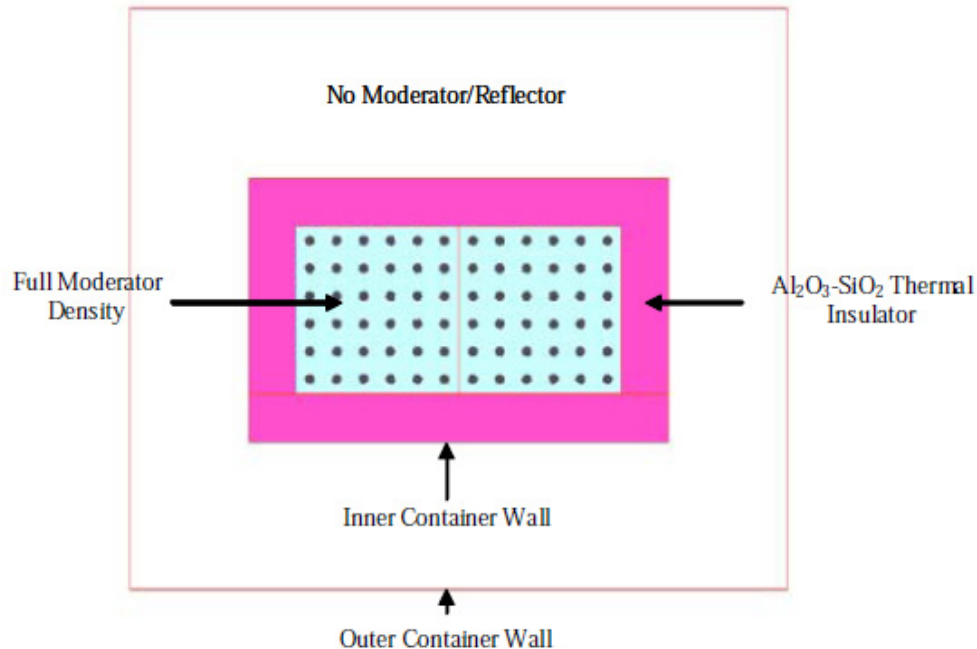 No Moderator/Reflector
Full Moderator
Density
Al₂O₃-SiO₂ Thermal
Insulator
Inner Container Wall
Outer Container Wall